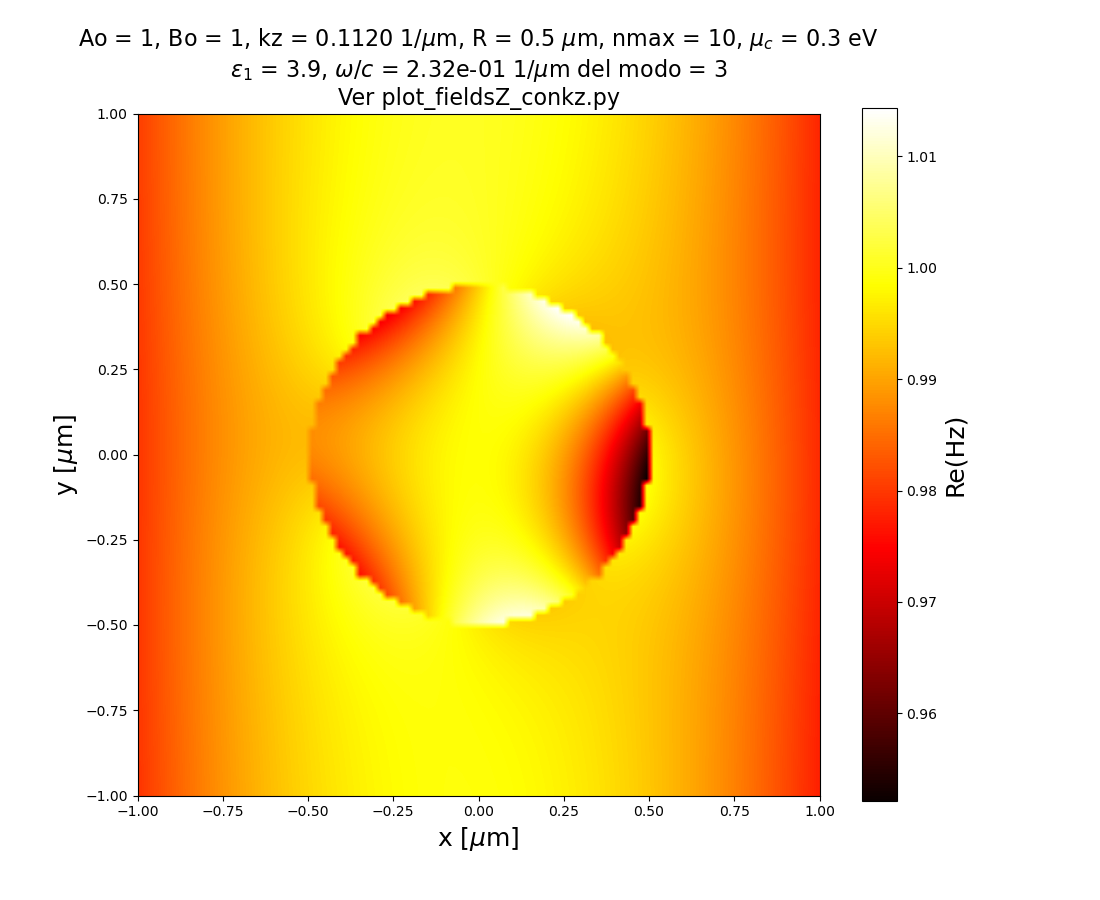 Ao = 1, Bo = 1, kz = 0.1120 1/μm, R = 0.5 μm, nmax = 10, μc = 0.3 eV
ε1 = 3.9, ω/c = 2.32e-01 1/μm del modo = 3
Ver plot_fieldsZ_conkz.py
1.00
0.75
0.50
0.25
0.00
−0.25
−0.50
−0.75
−1.00
y [μm]
−1.00 −0.75 −0.50 −0.25 0.00 0.25 0.50 0.75 1.00
x [μm]
1.01
1.00
0.99
0.98
0.97
0.96
Re(Hz)